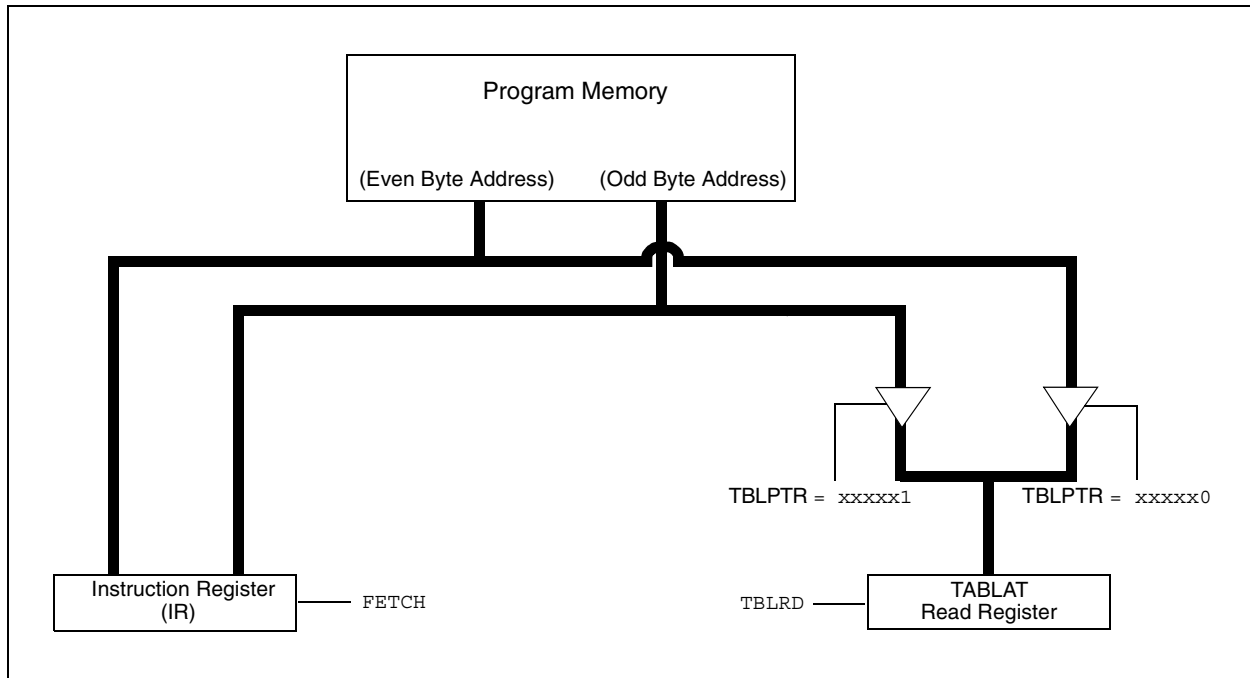 Program Memory
(Even Byte Address) (Odd Byte Address)
TBLPTR = xxxxx1
TBLPTR = xxxxx0
Instruction Register
(IR)
FETCH
TBLRD
TABLAT
Read Register